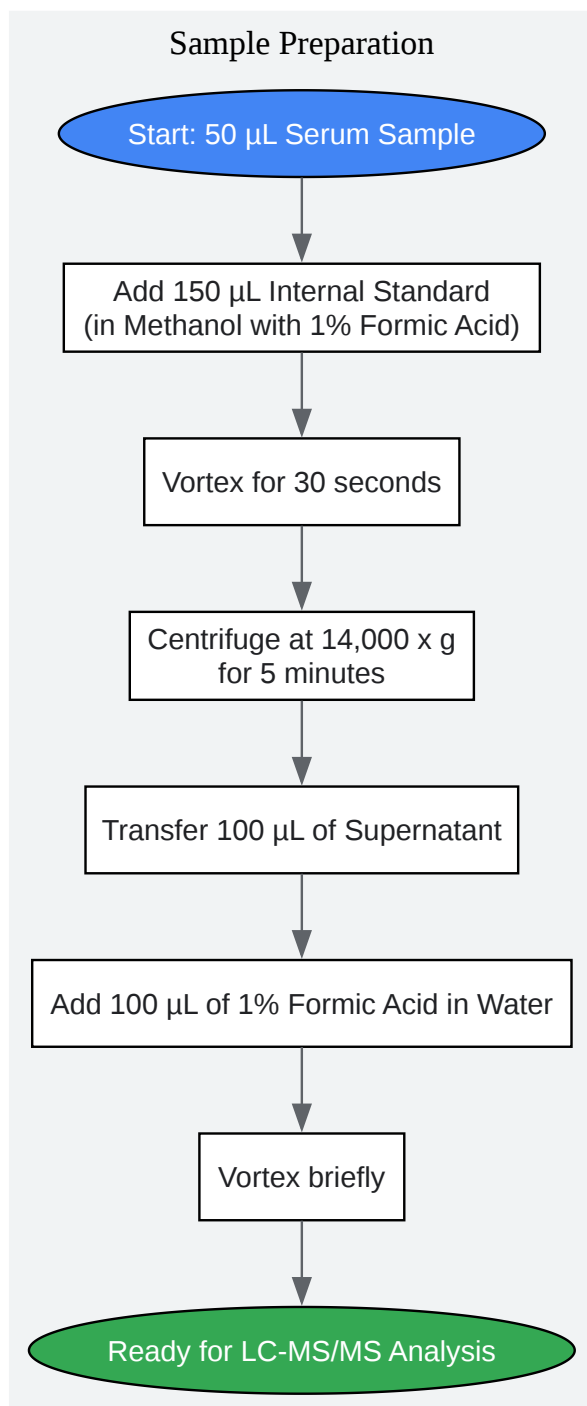 Sample Preparation
Start: 50 µL Serum Sample
Add 150 µL Internal Standard
(in Methanol with 1% Formic Acid)
Vortex for 30 seconds
Centrifuge at 14,000 x g
for 5 minutes
Transfer 100 µL of Supernatant
Add 100 µL of 1% Formic Acid in Water
Vortex briefly
Ready for LC-MS/MS Analysis